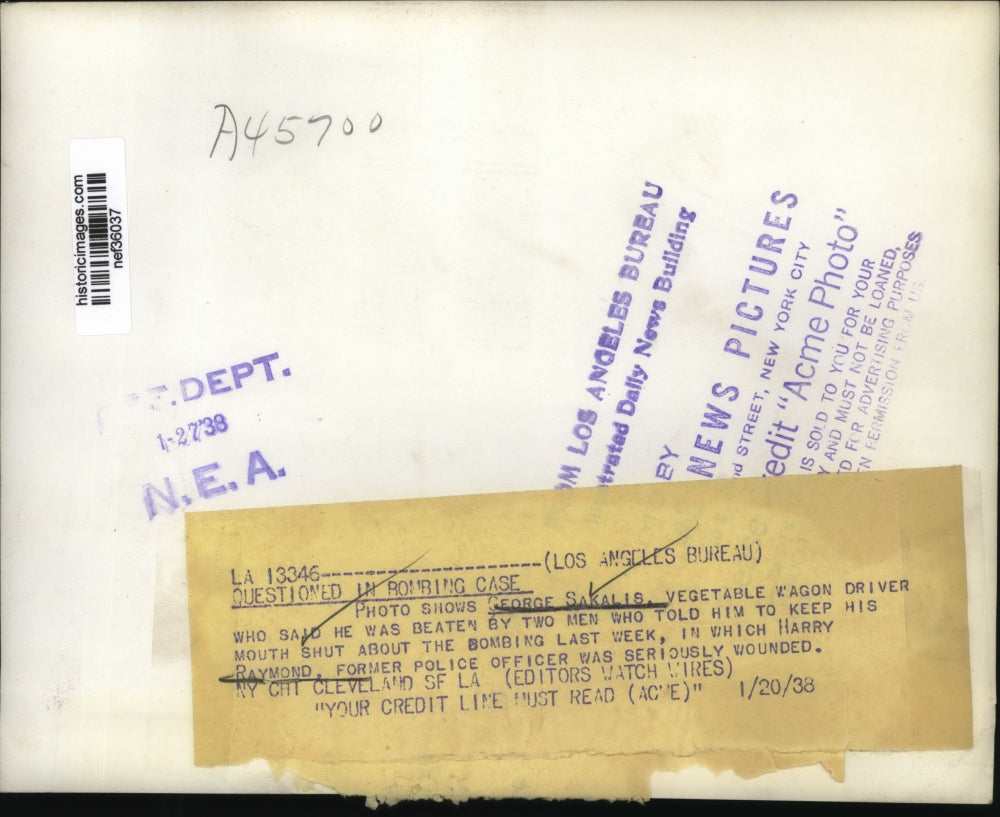 A45700
historicimages.com
nef36037
E.DEPT.
1-27'38
N.E.A.
LOS ANGELES BUREAU
Daily News Building
BY
NEWS PICTURES
STREET, NEW YORK CITY
"Acme Photo"
IS SOLD TO YOU FOR YOUR
AND MUST NOT BE LOANED,
FOR ADVERTISING PURPOSES
PERMISSION FROM US.
LA 13346-----------------------(LOS ANGELES BUREAU)
QUESTIONED IN BOMBING CASE
PHOTO SHOWS GEORGE SAKALIS, VEGETABLE WAGON DRIVER
WHO SAID HE WAS BEATEN BY TWO MEN WHO TOLD HIM TO KEEP HIS
MOUTH SHUT ABOUT THE BOMBING LAST WEEK, IN WHICH HARRY
RAYMOND, FORMER POLICE OFFICER WAS SERIOUSLY WOUNDED.
NY CHI CLEVELAND SF LA (EDITORS WATCH WIRES)
"YOUR CREDIT LINE MUST READ (ACME)" 1/20/38